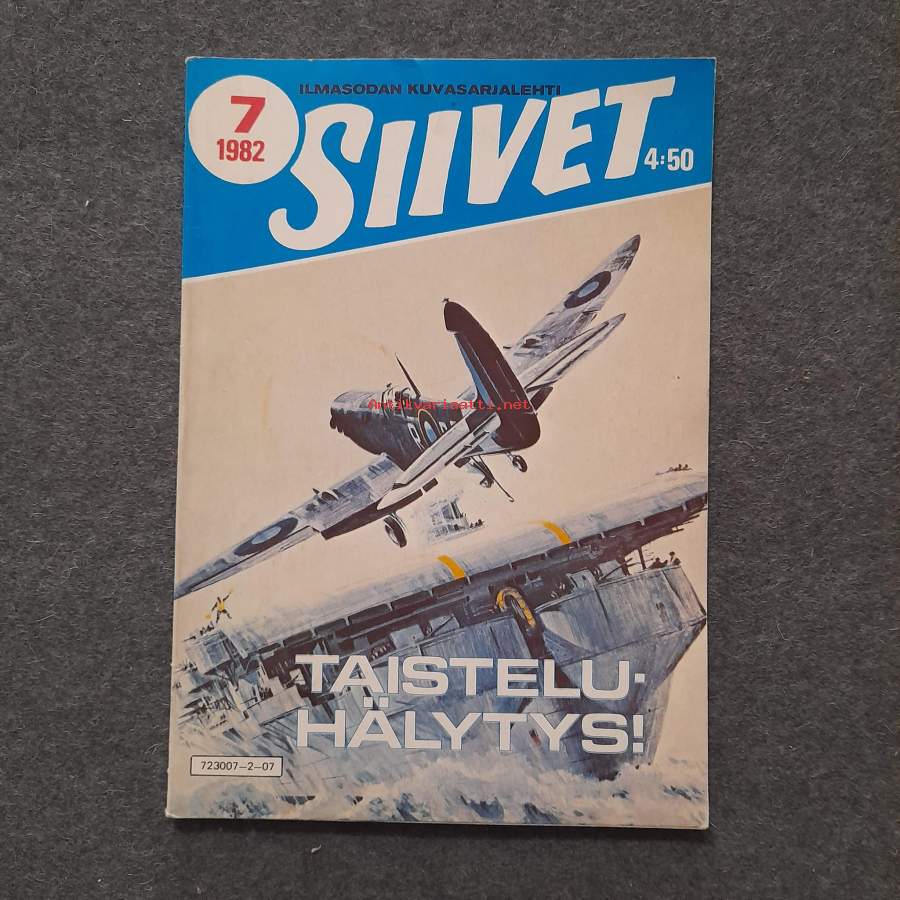 ILMASODAN KUVASARJALEHTI
7
1982
SIIVET
4:50
Antikvariaatti.net
TAISTELU-
HÄLYTYS!
723007-2-07